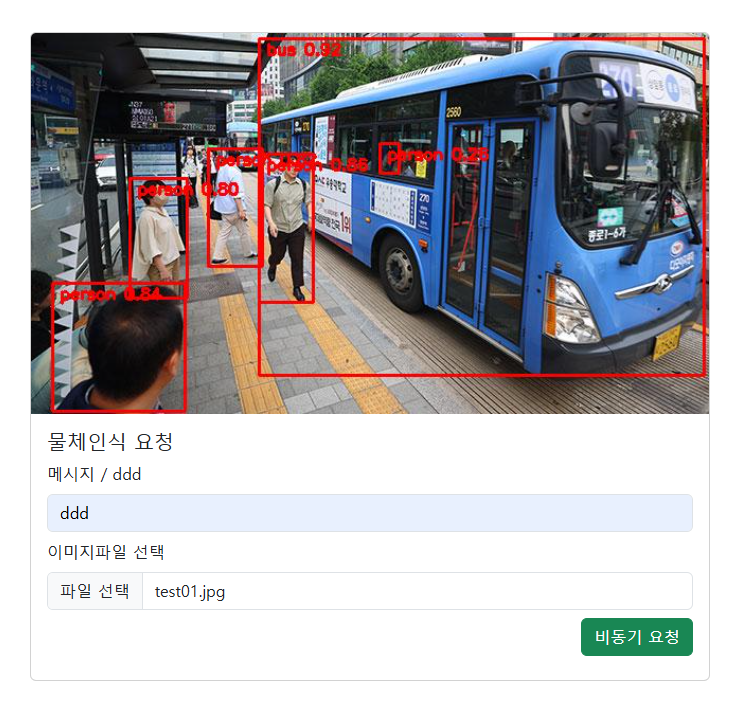 bus 0.92
270
2560
person 0.26
person 0.86
person
person 0.80
270
종로1~6가
person 0.84
물체인식 요청
메시지 / ddd
ddd
이미지파일 선택
파일 선택 test01.jpg
비동기 요청